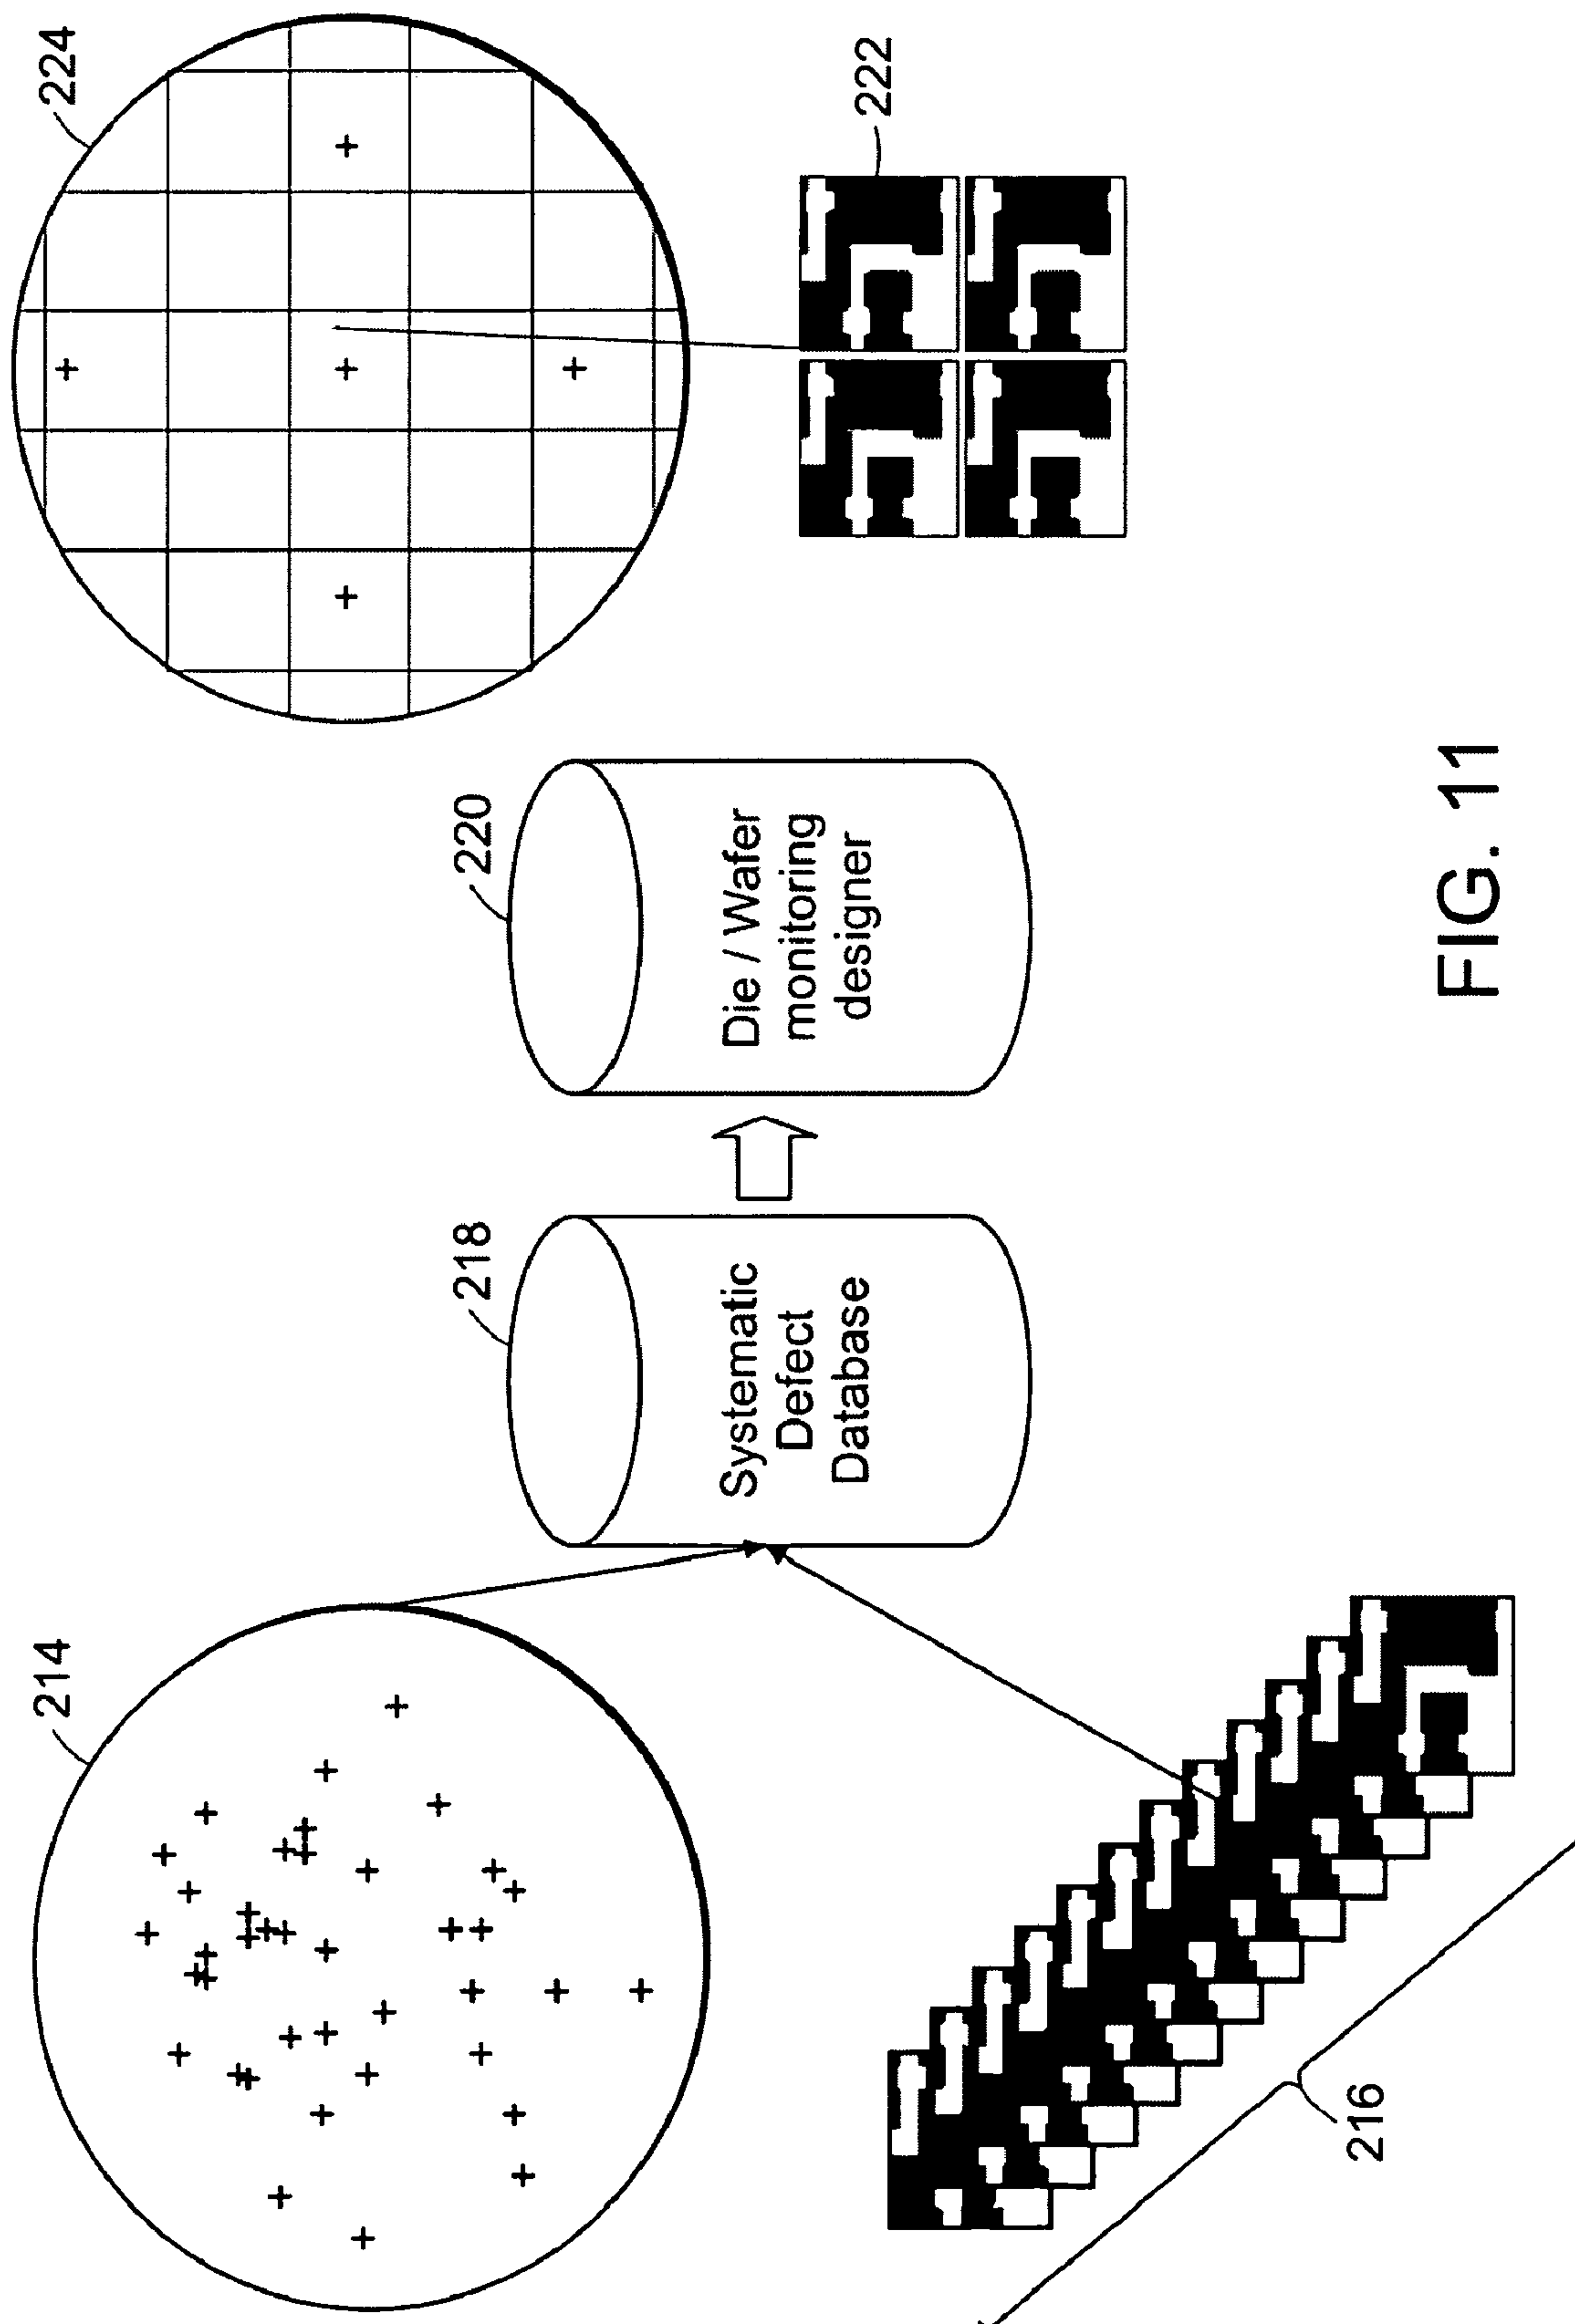 214
216
218
Systematic
Defect
Database
220
Die / Wafer
monitoring
designer
224
222
FIG. 11